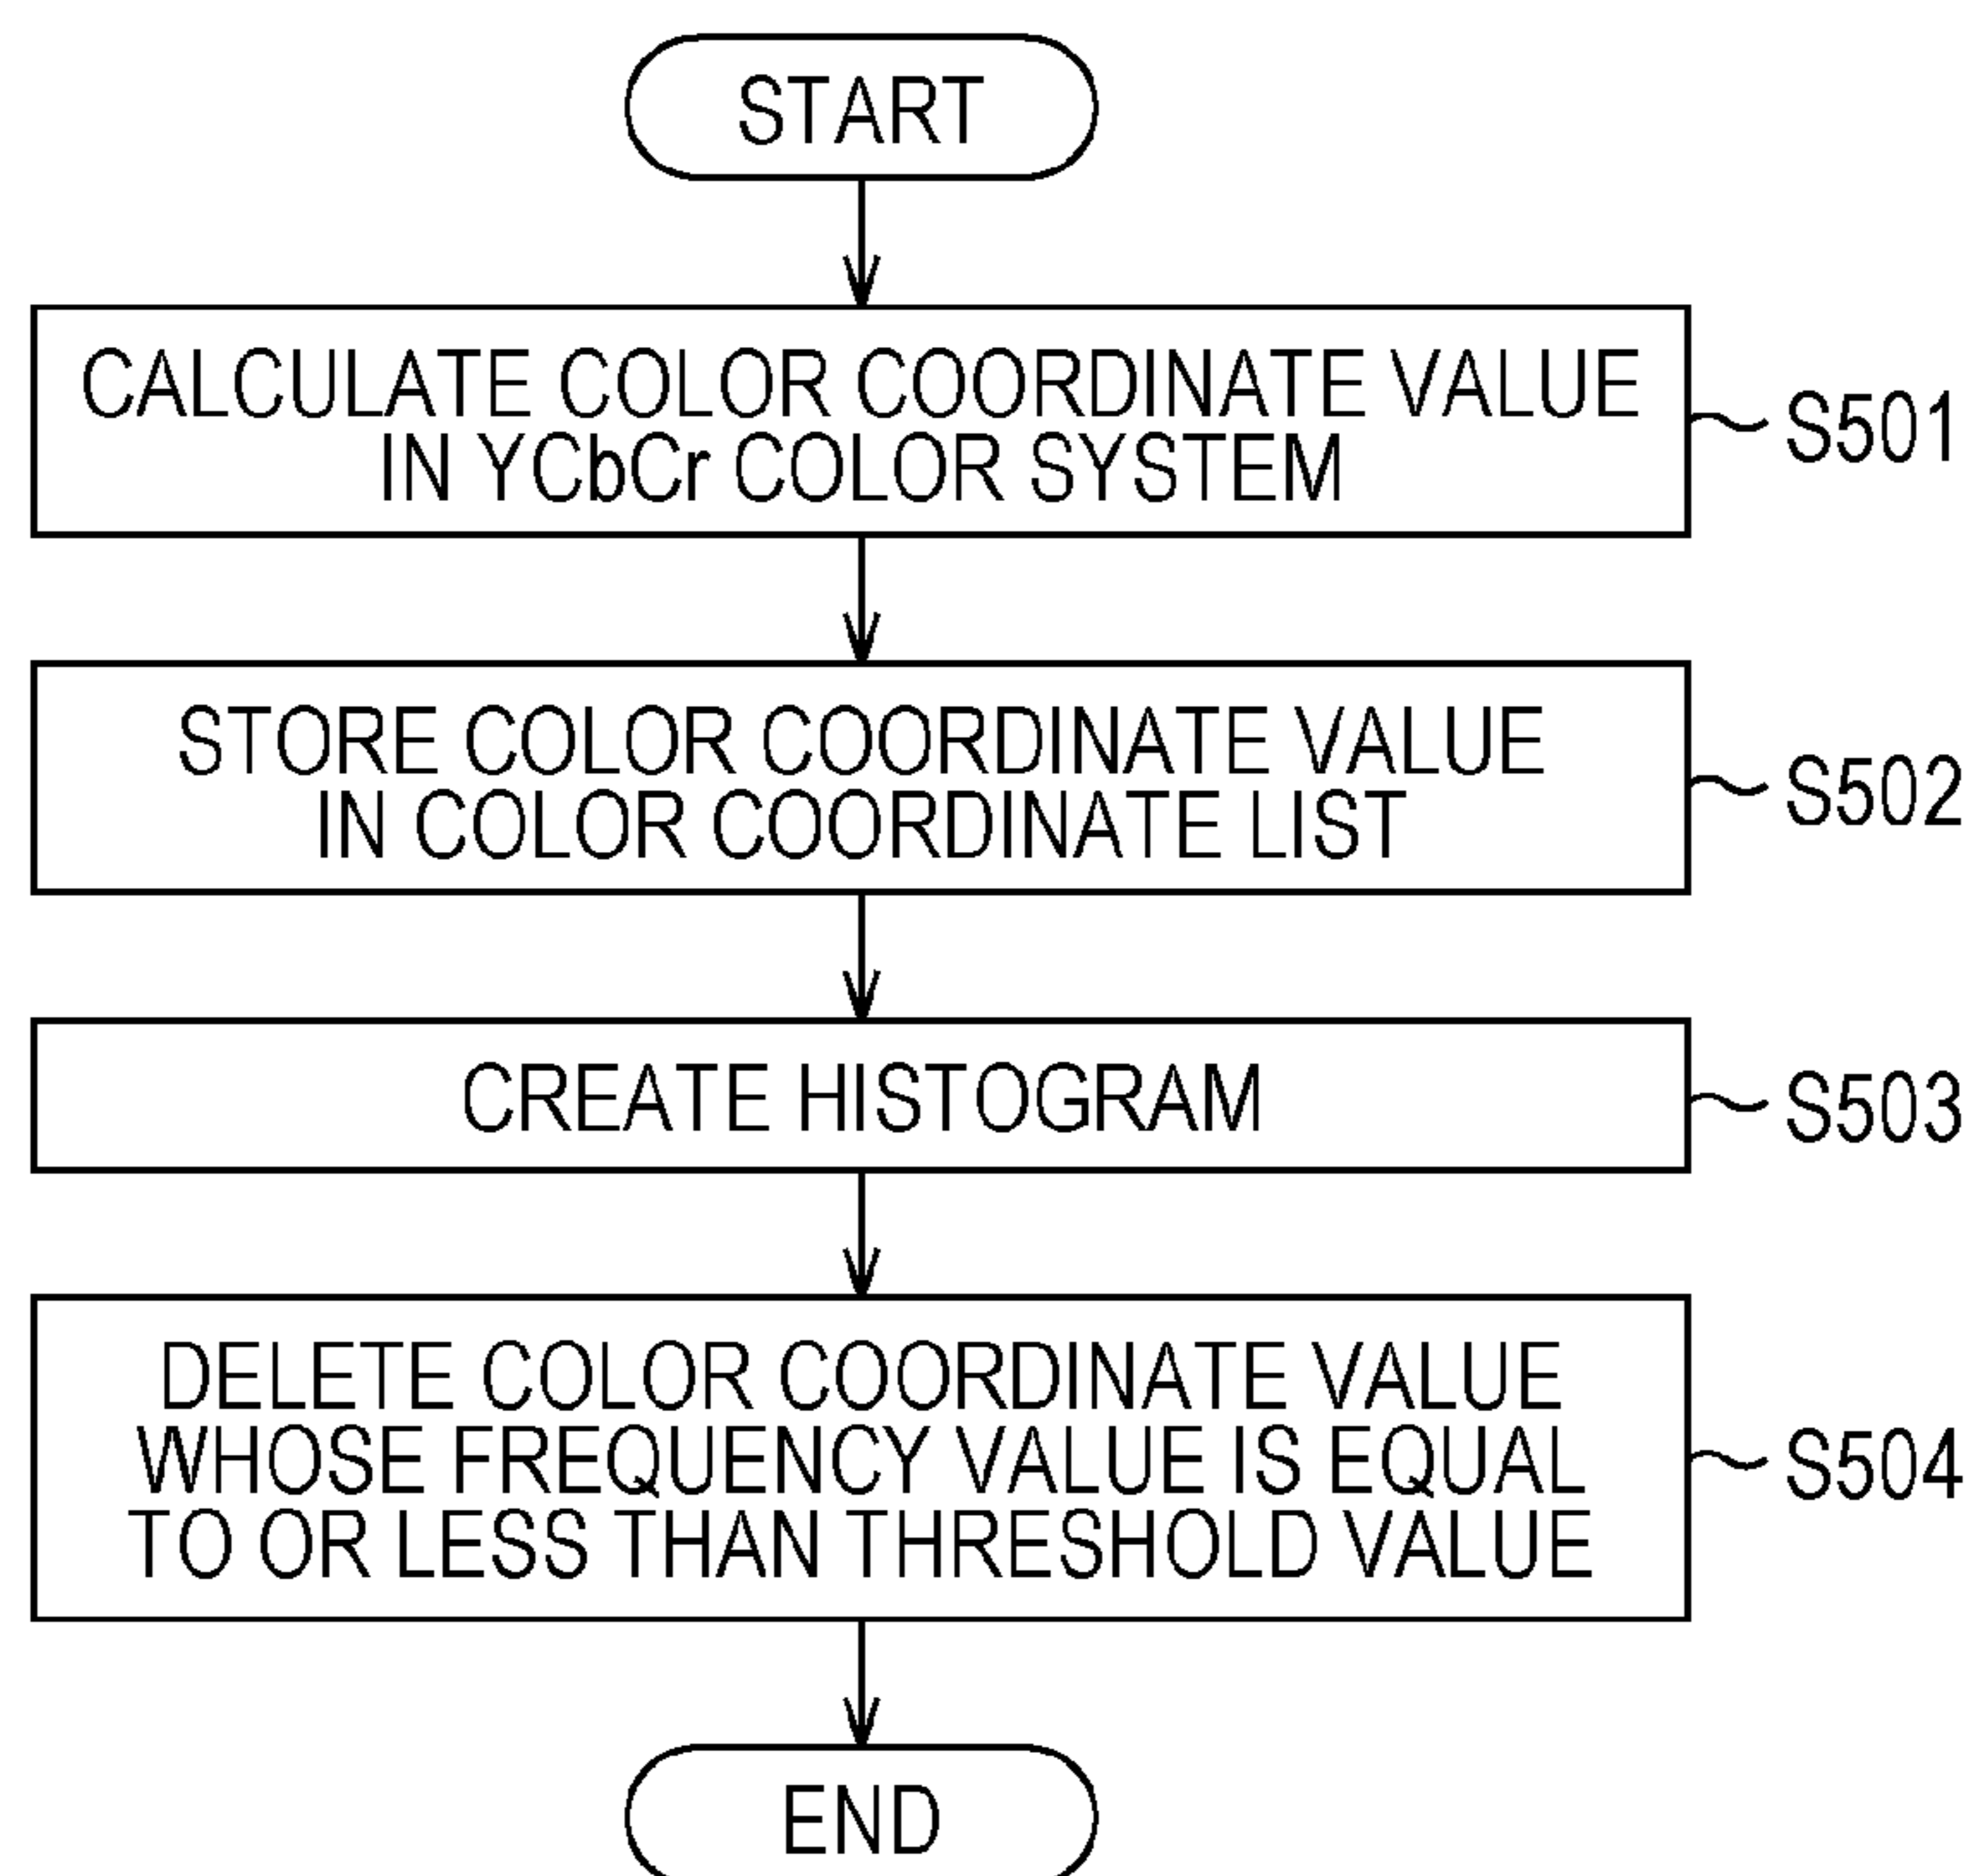 START
CALCULATE COLOR COORDINATE VALUE
IN YCbCr COLOR SYSTEM
S501
STORE COLOR COORDINATE VALUE
IN COLOR COORDINATE LIST
S502
CREATE HISTOGRAM
S503
DELETE COLOR COORDINATE VALUE
WHOSE FREQUENCY VALUE IS EQUAL
TO OR LESS THAN THRESHOLD VALUE
S504
END